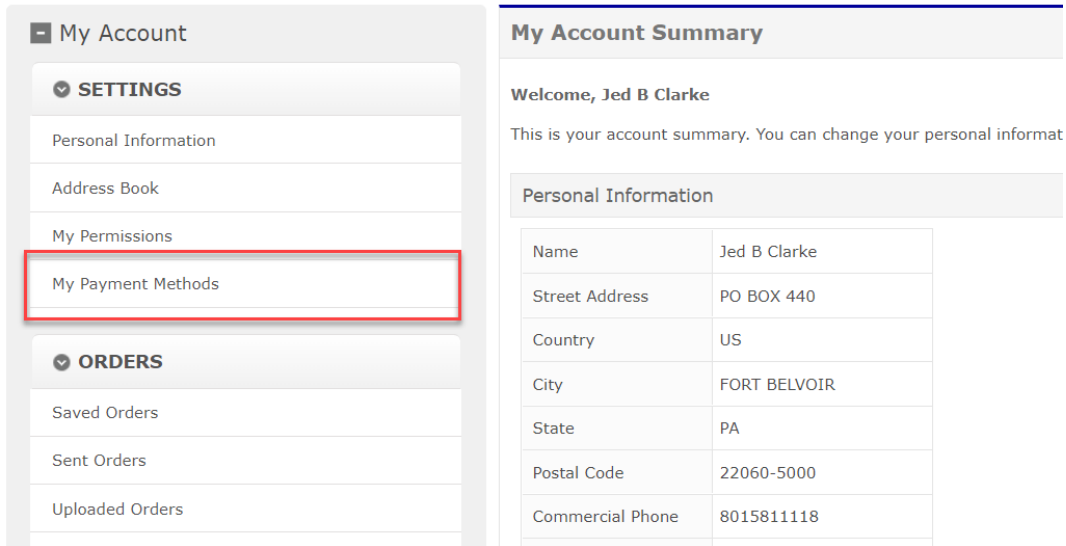 My Account
SETTINGS
Personal Information
Address Book
My Permissions
My Payment Methods
ORDERS
Saved Orders
Sent Orders
Uploaded Orders
My Account Summary
Welcome, Jed B Clarke
This is your account summary. You can change your personal informat
Personal Information
Name Jed B Clarke
Street Address PO BOX 440
Country US
City FORT BELVOIR
State PA
Postal Code 22060-5000
Commercial Phone 8015811118